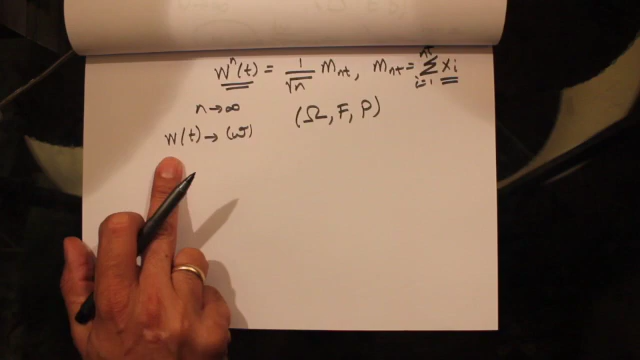 W^n(t) = 1/√n M_nt, M_nt = Σ_{i=1}^{nt} X_i
n→∞ (Ω, F, P)
W(t) → (ω)